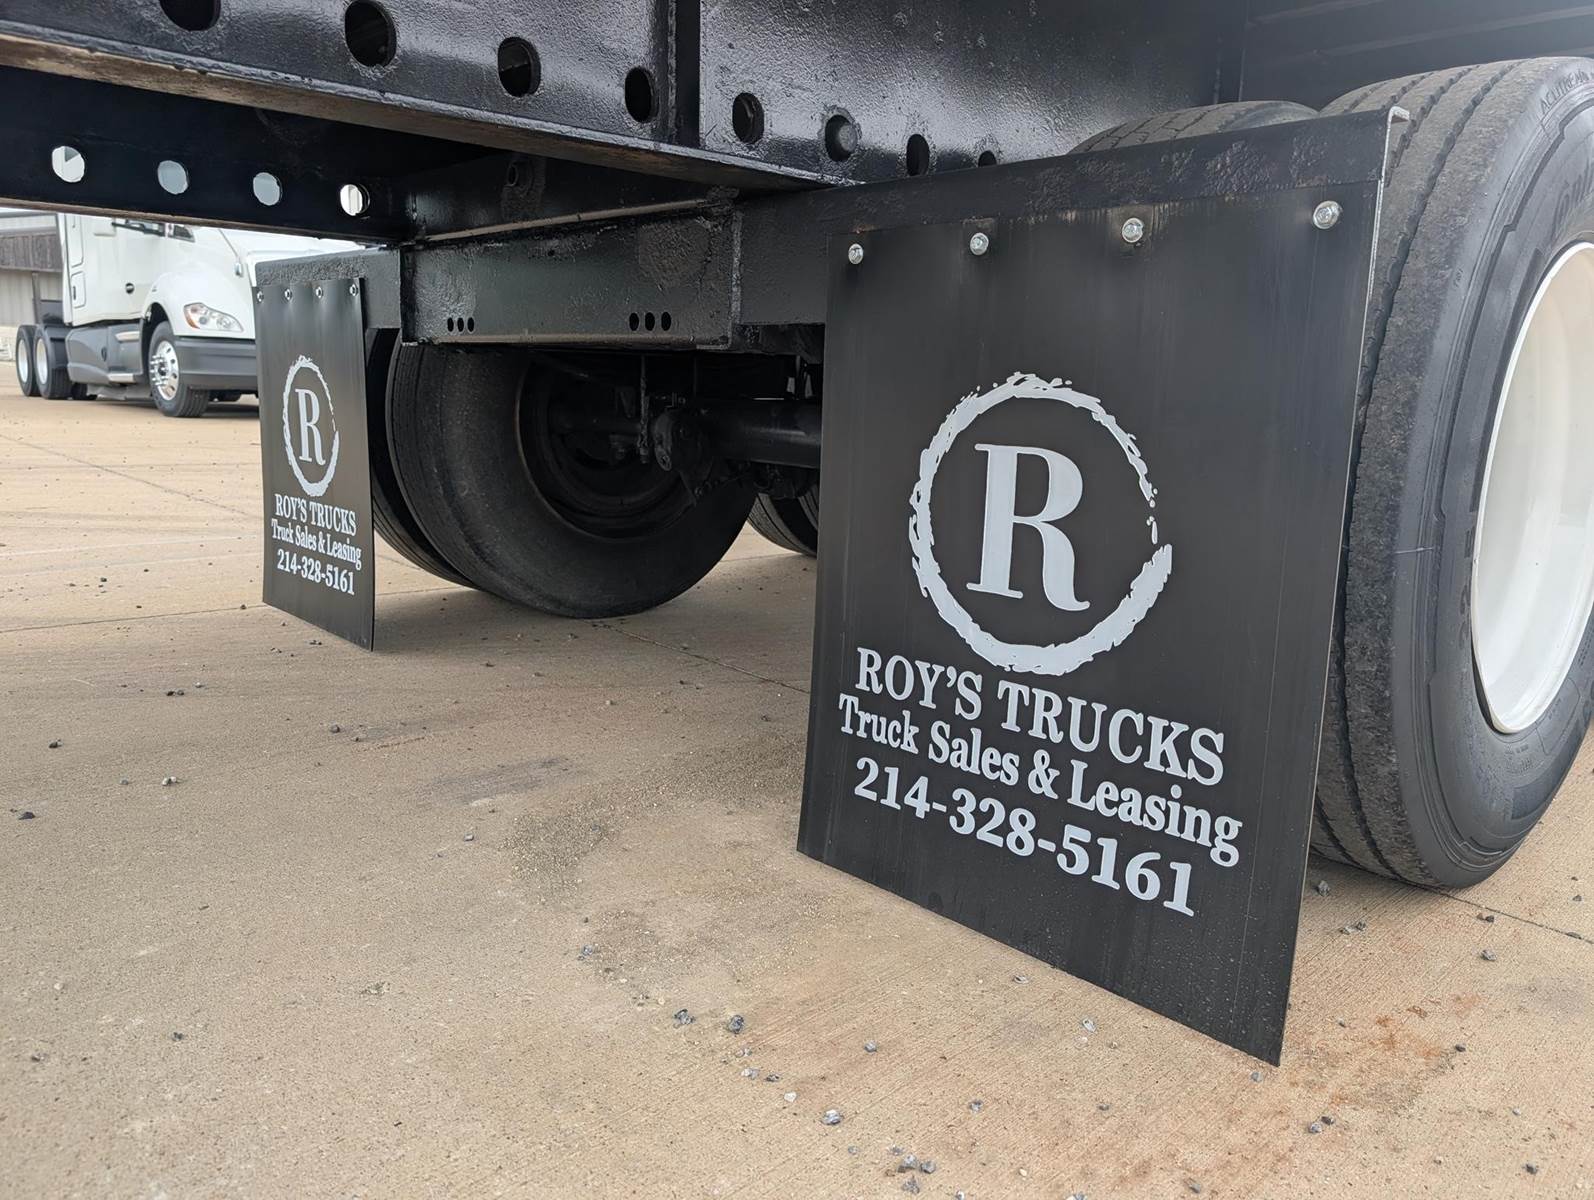 R
ROY'S TRUCKS
Truck Sales & Leasing
214-328-5161
R
ROY'S TRUCKS
Truck Sales & Leasing
214-328-5161